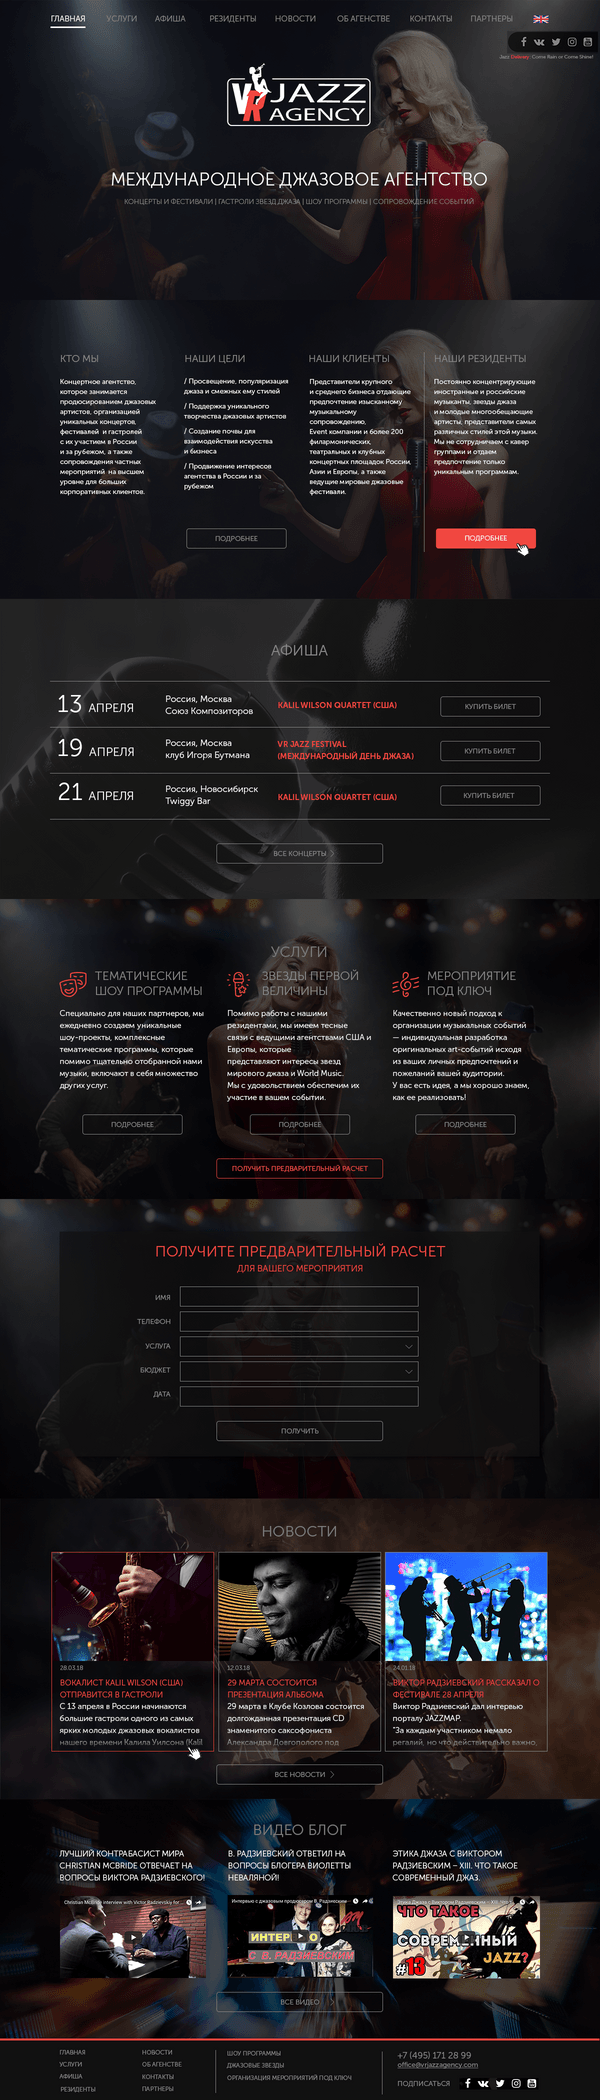 ГЛАВНАЯ УСЛУГИ АФИША РЕЗИДЕНТЫ НОВОСТИ ОБ АГЕНСТВЕ КОНТАКТЫ ПАРТНЕРЫ
Come Rain or Come Shine!
VR JAZZ
AGENCY
МЕЖДУНАРОДНОЕ ДЖАЗОВОЕ АГЕНТСТВО
КОНЦЕРТЫ И ФЕСТИВАЛИ | ГАСТРОЛИ ЗВЕЗД ДЖАЗА | ШОУ ПРОГРАММЫ | СОПРОВОЖДЕНИЕ СОБЫТИЙ
КТО МЫ
Концертное агентство,
которое занимается
продюсированием джазовых
артистов, организацией
уникальных концертов,
фестивалей и гастролей
с их участием в России
и за рубежом, а также
сопровождения частных
мероприятий на высшем
уровне для больших
корпоративных клиентов.
НАШИ ЦЕЛИ
/ Просвещение, популяризация
джаза и смежных ему стилей
/ Поддержка уникального
творчества джазовых артистов
/ Создание почвы для
взаимодействия искусства
и бизнеса
/ Продвижение интересов
агентства в России и за
рубежом
ПОДРОБНЕЕ
НАШИ КЛИЕНТЫ
Представители крупного
и среднего бизнеса отдающие
предпочтение изысканному
музыкальному
сопровождению.
Event компании и более 200
филармонических,
театральных и клубных
концертных площадок России,
Азии и Европы, а также
ведущие мировые джазовые
фестивали.
НАШИ РЕЗИДЕНТЫ
Постоянно концентрирующие
иностранные и российские
музыканты, звезды джаза
и молодые многообещающие
артисты, представители самых
различных стилей этой музыки.
Мы не сотрудничаем с кавер
группами и отдаем
предпочтение только
уникальным программам.
ПОДРОБНЕЕ
АФИША
13 АПРЕЛЯ
Россия, Москва
Союз Композиторов
KALIL WILSON QUARTET (США)
КУПИТЬ БИЛЕТ
19 АПРЕЛЯ
Россия, Москва
клуб Игоря Бутмана
VR JAZZ FESTIVAL
(МЕЖДУНАРОДНЫЙ ДЕНЬ ДЖАЗА)
КУПИТЬ БИЛЕТ
21 АПРЕЛЯ
Россия, Новосибирск
Twiggy Bar
KALIL WILSON QUARTET (США)
КУПИТЬ БИЛЕТ
ВСЕ КОНЦЕРТЫ
УСЛУГИ
ТЕМАТИЧЕСКИЕ
ШОУ ПРОГРАММЫ
Специально для наших партнеров, мы
ежедневно создаем уникальные
шоу-проекты, комплексные
тематические программы, которые
помимо тщательно отобранной нами
музыки, включают в себя множество
других услуг.
ПОДРОБНЕЕ
ЗВЕЗДЫ ПЕРВОЙ
ВЕЛИЧИНЫ
Помимо работы с нашими
резидентами, мы имеем тесные
связи с ведущими агентствами США и
Европы, которые
представляют интересы звезд
мирового джаза и World Music.
Мы с удовольствием обеспечим их
участие в вашем событии.
ПОДРОБНЕЕ
МЕРОПРИЯТИЕ
ПОД КЛЮЧ
Качественно новый подход к
организации музыкальных событий
— индивидуальная разработка
оригинальных art-событий исходя
из ваших личных предпочтений и
пожеланий вашей аудитории.
У вас есть идея, а мы хорошо знаем,
как ее реализовать!
ПОДРОБНЕЕ
ПОЛУЧИТЬ ПРЕДВАРИТЕЛЬНЫЙ РАСЧЕТ
ПОЛУЧИТЕ ПРЕДВАРИТЕЛЬНЫЙ РАСЧЕТ
ДЛЯ ВАШЕГО МЕРОПРИЯТИЯ
ИМЯ
ТЕЛЕФОН
УСЛУГА
БЮДЖЕТ
ДАТА
ПОЛУЧИТЬ
НОВОСТИ
28.03.18
ВОКАЛИСТ KALIL WILSON (США)
ОТПРАВИТСЯ В ГАСТРОЛИ
С 13 апреля в России начинаются
большие гастроли одного из самых
ярких молодых джазовых вокалистов
нашего времени Калила Уилсона (Kalil
12.03.18
29 МАРТА СОСТОИТСЯ
ПРЕЗЕНТАЦИЯ АЛЬБОМА
29 марта в Клубе Козлова состоится
долгожданная презентация CD
знаменитого саксофониста
Александра Довгополого под
24.01.18
ВИКТОР РАДЗИЕВСКИЙ РАССКАЗАЛ О
ФЕСТИВАЛЕ 28 АПРЕЛЯ
Виктор Радзиевский дал интервью
порталу JAZZMAP.
"За каждым участником немало
регалий, но что действительно важно,
ВСЕ НОВОСТИ
ВИДЕО БЛОГ
ЛУЧШИЙ КОНТРАБАСИСТ МИРА
CHRISTIAN MCBRIDE ОТВЕЧАЕТ НА
ВОПРОСЫ ВИКТОРА РАДЗИЕВСКОГО!
Christian McBride interview with Victor Radzievskiy for ...
В. РАДЗИЕВСКИЙ ОТВЕТИЛ НА
ВОПРОСЫ БЛОГЕРА ВИОЛЕТТЫ
НЕВАЛЯНОЙ!
Интервью с джазовым продюсером В. Радзиевским
С В. РАДЗИЕВСКИМ
ЭТИКА ДЖАЗА С ВИКТОРОМ
РАДЗИЕВСКИМ – XIII. ЧТО ТАКОЕ
СОВРЕМЕННЫЙ ДЖАЗ.
ЧТО ТАКОЕ
СОВРЕМЕННЫЙ
#13 JAZZ?
ВСЕ ВИДЕО
ГЛАВНАЯ
УСЛУГИ
АФИША
РЕЗИДЕНТЫ
НОВОСТИ
ОБ АГЕНСТВЕ
КОНТАКТЫ
ПАРТНЕРЫ
ШОУ ПРОГРАММЫ
ДЖАЗОВЫЕ ЗВЕЗДЫ
ОРГАНИЗАЦИЯ МЕРОПРИЯТИЙ ПОД КЛЮЧ
+7 (495) 171 28 99
office@vrjazzagency.com
ПОДПИСАТЬСЯ